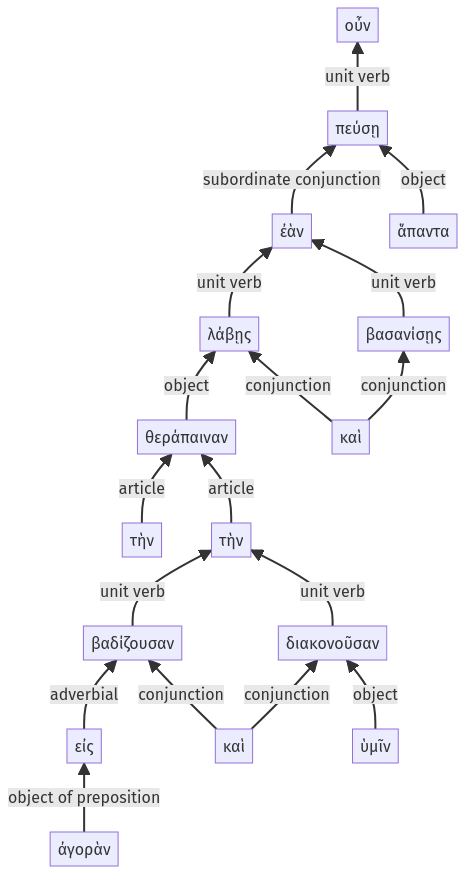 οὖν
unit verb
πεύσῃ
subordinate conjunction object
ἐὰν ἅπαντα
unit verb unit verb
λάβῃς βασανίσῃς
object conjunction conjunction
θεράπαιναν καὶ
article article
τὴν τὴν
unit verb unit verb
βαδίζουσαν διακονοῦσαν
adverbial conjunction conjunction object
εἰς καὶ ὑμῖν
object of preposition
ἀγορὰν